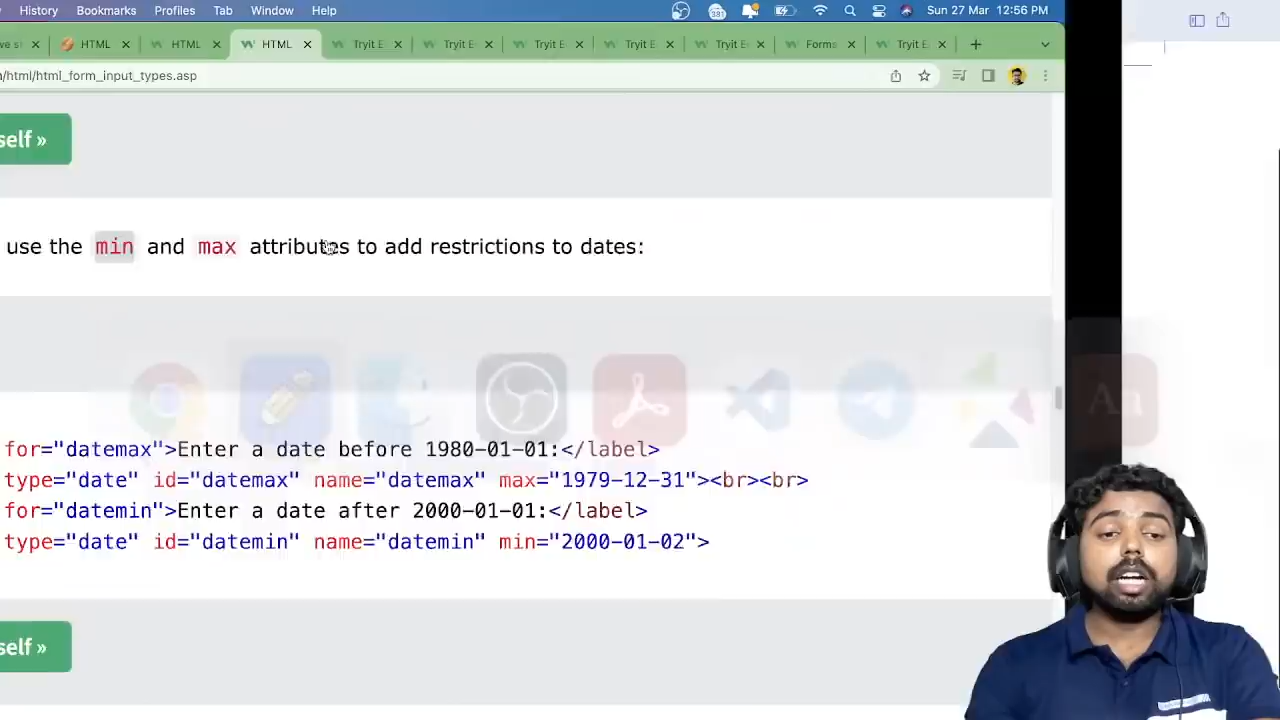 History Bookmarks Profiles Tab Window Help 381 Sun 27 Mar 12:56 PM
HTML HTML HTML Tryit E Tryit E Tryit E Tryit E Tryit E Forms Tryit E
/html/html_form_input_types.asp
self »
use the min and max attributes to add restrictions to dates:
Aa
for="datemax">Enter a date before 1980-01-01:</label>
type="date" id="datemax" name="datemax" max="1979-12-31"><br><br>
for="datemin">Enter a date after 2000-01-01:</label>
type="date" id="datemin" name="datemin" min="2000-01-02">
self »